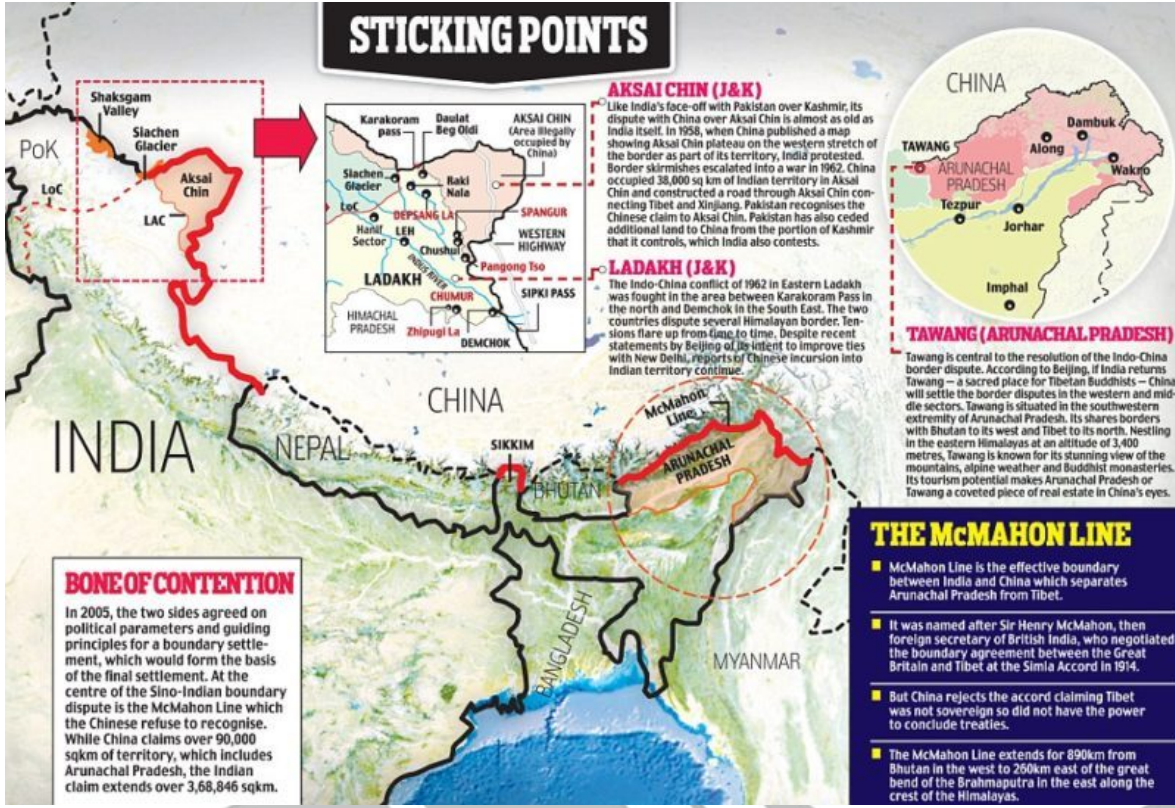 STICKING POINTS
Shaksgam
Valley
Siachen
Glacier
PoK
LoC
Aksai
Chin
LAC
Karakoram
pass
Daulat
Beg Oldi
AKSAI CHIN
(Area illegally
occupied by
China)
Siachen
Glacier
Raki
Nala
DEPSANG LA
SPANGUR
LoC
Hanif
Sector
LEH
WESTERN
HIGHWAY
Chushul
Pangong Tso
LADAKH
INDUS RIVER
CHUMUR
SIPKI PASS
HIMACHAL
PRADESH
Zhipugi La
DEMCHOK
AKSAI CHIN (J&K)
Like India's face-off with Pakistan over Kashmir, its
dispute with China over Aksai Chin is almost as old as
India itself. In 1958, when China published a map
showing Aksai Chin plateau on the western stretch of
the border as part of its territory, India protested.
Border skirmishes escalated into a war in 1962. China
occupied 38,000 sq km of Indian territory in Aksai
Chin and constructed a road through Aksai Chin con-
necting Tibet and Xinjiang. Pakistan recognises the
Chinese claim to Aksai Chin. Pakistan has also ceded
additional land to China from the portion of Kashmir
that it controls, which India also contests.
LADAKH (J&K)
The Indo-China conflict of 1962 in Eastern Ladakh
was fought in the area between Karakoram Pass in
the north and Demchok in the South East. The two
countries dispute several Himalayan border. Ten-
sions flare up from time to time. Despite recent
statements by Beijing of its intent to improve ties
with New Delhi, reports of Chinese incursion into
Indian territory continue.
CHINA
TAWANG
ARUNACHAL
PRADESH
Along
Dambuk
Wakro
Tezpur
Jorhar
Imphal
TAWANG (ARUNACHAL PRADESH)
Tawang is central to the resolution of the Indo-China
border dispute. According to Beijing, if India returns
Tawang — a sacred place for Tibetan Buddhists — China
will settle the border disputes in the western and mid-
dle sectors. Tawang is situated in the southwestern
extremity of Arunachal Pradesh. Its shares borders
with Bhutan to its west and Tibet to its north. Nestling
in the eastern Himalayas at an altitude of 3,400
metres, Tawang is known for its stunning view of the
mountains, alpine weather and Buddhist monasteries.
Its tourism potential makes Arunachal Pradesh or
Tawang a coveted piece of real estate in China's eyes.
CHINA
INDIA
NEPAL
SIKKIM
BHUTAN
McMahon
Line
ARUNACHAL
PRADESH
BANGLADESH
MYANMAR
BONE OF CONTENTION
In 2005, the two sides agreed on
political parameters and guiding
principles for a boundary settle-
ment, which would form the basis
of the final settlement. At the
centre of the Sino-Indian boundary
dispute is the McMahon Line which
the Chinese refuse to recognise.
While China claims over 90,000
sqkm of territory, which includes
Arunachal Pradesh, the Indian
claim extends over 3,68,846 sqkm.
THE McMAHON LINE
McMahon Line is the effective boundary
between India and China which separates
Arunachal Pradesh from Tibet.
It was named after Sir Henry McMahon, then
foreign secretary of British India, who negotiated
the boundary agreement between the Great
Britain and Tibet at the Simla Accord in 1914.
But China rejects the accord claiming Tibet
was not sovereign so did not have the power
to conclude treaties.
The McMahon Line extends for 890km from
Bhutan in the west to 260km east of the great
bend of the Brahmaputra in the east along the
crest of the Himalayas.